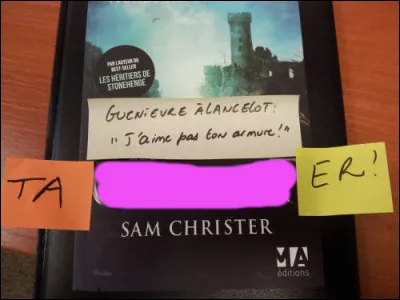 PAR L'AUTEUR DU
BEST-SELLER
LES HÉRITIERS DE
STONEHENGE
GUENIEVRE À LANCELOT :
"J'aime pas ton armure !"
TA
ER !
SAM CHRISTER
Thriller
MA
éditions